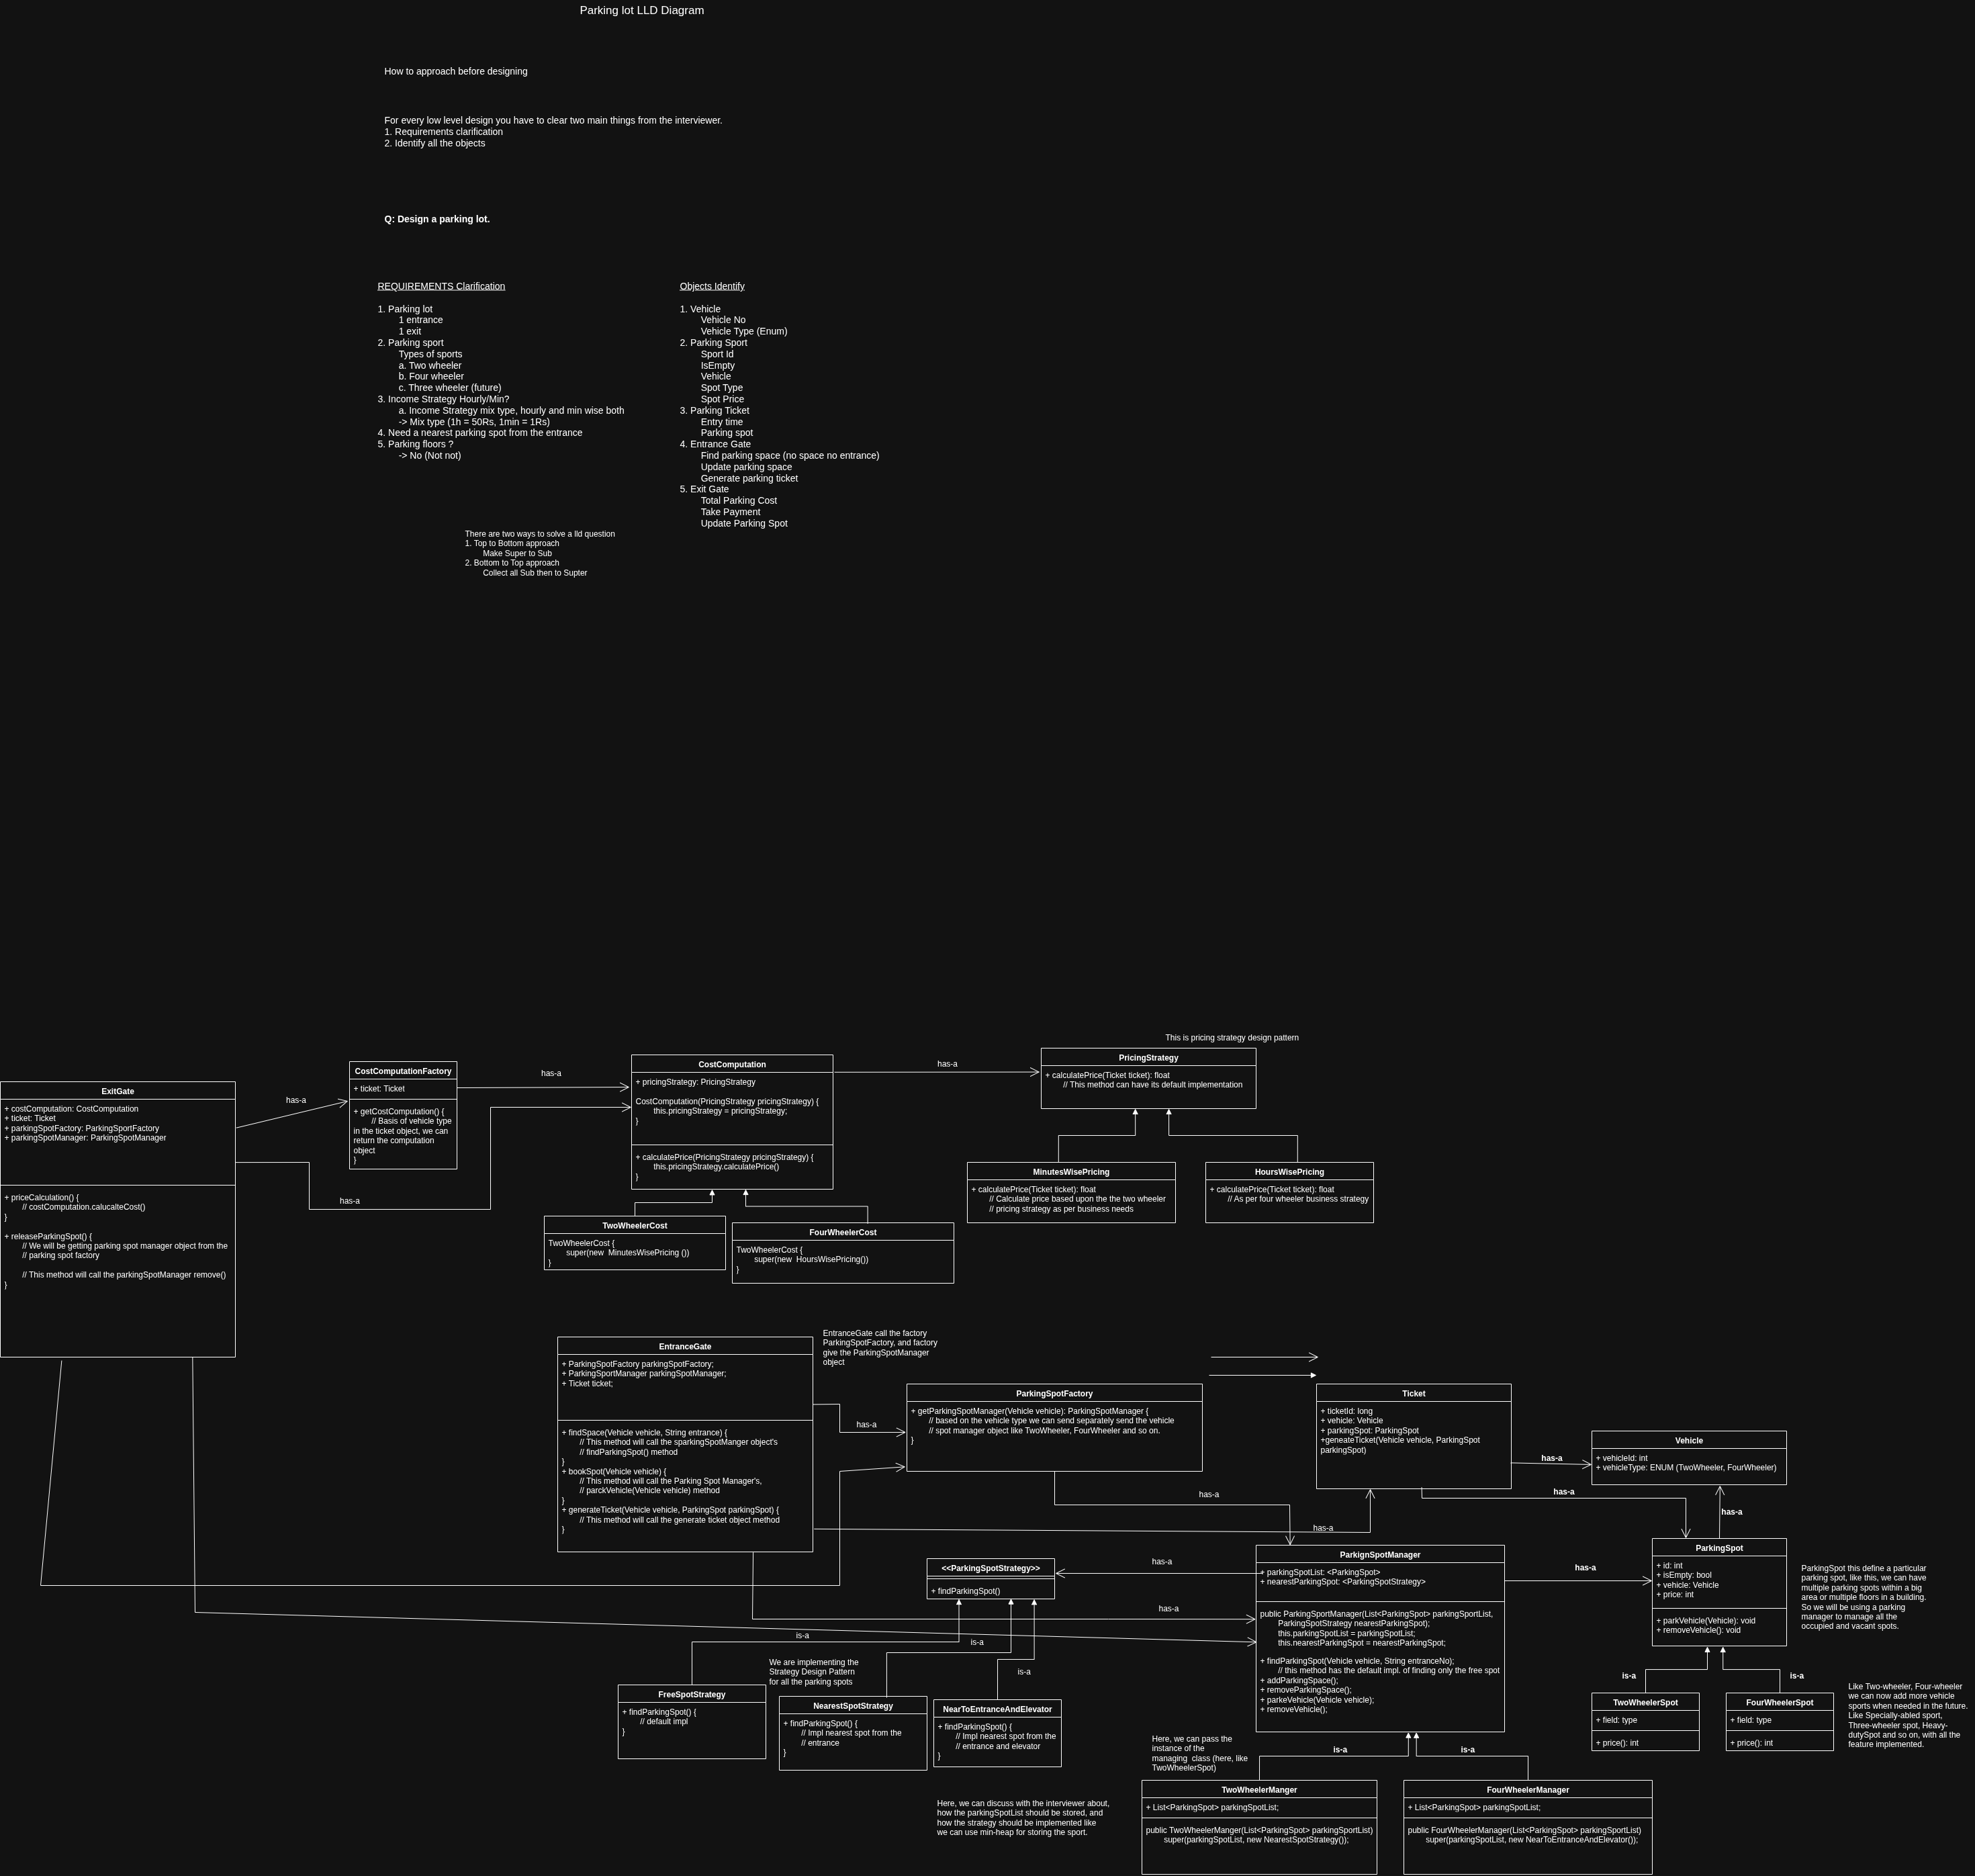 Parking lot LLD Diagram
How to approach before designing
For every low level design you have to clear two main things from the interviewer.
1. Requirements clarification
2. Identify all the objects
Q: Design a parking lot.
REQUIREMENTS Clarification
1. Parking lot
1 entrance
1 exit
2. Parking sport
Types of sports
a. Two wheeler
b. Four wheeler
c. Three wheeler (future)
3. Income Strategy Hourly/Min?
a. Income Strategy mix type, hourly and min wise both
-> Mix type (1h = 50Rs, 1min = 1Rs)
4. Need a nearest parking spot from the entrance
5. Parking floors ?
-> No (Not not)
Objects Identify
1. Vehicle
Vehicle No
Vehicle Type (Enum)
2. Parking Sport
Sport Id
IsEmpty
Vehicle
Spot Type
Spot Price
3. Parking Ticket
Entry time
Parking spot
4. Entrance Gate
Find parking space (no space no entrance)
Update parking space
Generate parking ticket
5. Exit Gate
Total Parking Cost
Take Payment
Update Parking Spot
There are two ways to solve a lld question
1. Top to Bottom approach
Make Super to Sub
2. Bottom to Top approach
Collect all Sub then to Supter
This is pricing strategy design pattern
ExitGate
+ costComputation: CostComputation
+ ticket: Ticket
+ parkingSpotFactory: ParkingSportFactory
+ parkingSpotManager: ParkingSpotManager
+ priceCalculation() {
// costComputation.calucalteCost()
}
+ releaseParkingSpot() {
// We will be getting parking spot manager object from the
// parking spot factory
// This method will call the parkingSpotManager remove()
}
has-a
has-a
CostComputationFactory
+ ticket: Ticket
+ getCostComputation() {
// Basis of vehicle type
in the ticket object, we can
return the computation
object
}
has-a
CostComputation
+ pricingStrategy: PricingStrategy
CostComputation(PricingStrategy pricingStrategy) {
this.pricingStrategy = pricingStrategy;
}
+ calculatePrice(PricingStrategy pricingStrategy) {
this.pricingStrategy.calculatePrice()
}
has-a
PricingStrategy
+ calculatePrice(Ticket ticket): float
// This method can have its default implementation
MinutesWisePricing
+ calculatePrice(Ticket ticket): float
// Calculate price based upon the the two wheeler
// pricing strategy as per business needs
HoursWisePricing
+ calculatePrice(Ticket ticket): float
// As per four wheeler business strategy
TwoWheelerCost
TwoWheelerCost {
super(new  MinutesWisePricing ())
}
FourWheelerCost
TwoWheelerCost {
super(new  HoursWisePricing())
}
EntranceGate
+ ParkingSpotFactory parkingSpotFactory;
+ ParkingSportManager parkingSpotManager;
+ Ticket ticket;
+ findSpace(Vehicle vehicle, String entrance) {
// This method will call the sparkingSpotManger object's
// findParkingSpot() method
}
+ bookSpot(Vehicle vehicle) {
// This method will call the Parking Spot Manager's,
// parckVehicle(Vehicle vehicle) method
}
+ generateTicket(Vehicle vehicle, ParkingSpot parkingSpot) {
// This method will call the generate ticket object method
}
EntranceGate call the factory
ParkingSpotFactory, and factory
give the ParkingSpotManager
object
has-a
ParkingSpotFactory
+ getParkingSpotManager(Vehicle vehicle): ParkingSpotManager {
// based on the vehicle type we can send separately send the vehicle
// spot manager object like TwoWheeler, FourWheeler and so on.
}
has-a
has-a
Ticket
+ ticketId: long
+ vehicle: Vehicle
+ parkingSpot: ParkingSpot
+geneateTicket(Vehicle vehicle, ParkingSpot
parkingSpot)
has-a
has-a
Vehicle
+ vehicleId: int
+ vehicleType: ENUM (TwoWheeler, FourWheeler)
has-a
ParkingSpot
+ id: int
+ isEmpty: bool
+ vehicle: Vehicle
+ price: int
+ parkVehicle(Vehicle): void
+ removeVehicle(): void
ParkingSpot this define a particular
parking spot, like this, we can have
multiple parking spots within a big
area or multiple floors in a building.
So we will be using a parking
manager to manage all the
occupied and vacant spots.
<<ParkingSpotStrategy>>
+ findParkingSpot()
has-a
has-a
ParkignSpotManager
+ parkingSpotList: <ParkingSpot>
+ nearestParkingSpot: <ParkingSpotStrategy>
public ParkingSportManager(List<ParkingSpot> parkingSportList,
ParkingSpotStrategy nearestParkingSpot);
this.parkingSpotList = parkingSpotList;
this.nearestParkingSpot = nearestParkingSpot;
+ findParkingSpot(Vehicle vehicle, String entranceNo);
// this method has the default impl. of finding only the free spot
+ addParkingSpace();
+ removeParkingSpace();
+ parkeVehicle(Vehicle vehicle);
+ removeVehicle();
has-a
is-a
is-a
is-a
We are implementing the
Strategy Design Pattern
for all the parking spots
FreeSpotStrategy
+ findParkingSpot() {
// default impl
}
NearestSpotStrategy
+ findParkingSpot() {
// Impl nearest spot from the
// entrance
}
NearToEntranceAndElevator
+ findParkingSpot() {
// Impl nearest spot from the
// entrance and elevator
}
is-a
is-a
TwoWheelerSpot
+ field: type
+ price(): int
FourWheelerSpot
+ field: type
+ price(): int
Like Two-wheeler, Four-wheeler
we can now add more vehicle
sports when needed in the future.
Like Specially-abled sport,
Three-wheeler spot, Heavy-
dutySpot and so on, with all the
feature implemented.
Here, we can pass the
instance of the
managing  class (here, like
TwoWheelerSpot)
is-a
is-a
Here, we can discuss with the interviewer about,
how the parkingSpotList should be stored, and
how the strategy should be implemented like
we can use min-heap for storing the sport.
TwoWheelerManger
+ List<ParkingSpot> parkingSpotList;
public TwoWheelerManger(List<ParkingSpot> parkingSportList)
super(parkingSpotList, new NearestSpotStrategy());
FourWheelerManager
+ List<ParkingSpot> parkingSpotList;
public FourWheelerManager(List<ParkingSpot> parkingSportList)
super(parkingSpotList, new NearToEntranceAndElevator());